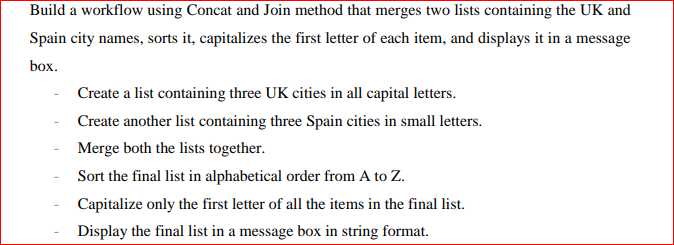 Build a workflow using Concat and Join method that merges two lists containing the UK and
Spain city names, sorts it, capitalizes the first letter of each item, and displays it in a message
box.
- Create a list containing three UK cities in all capital letters.
- Create another list containing three Spain cities in small letters.
- Merge both the lists together.
- Sort the final list in alphabetical order from A to Z.
- Capitalize only the first letter of all the items in the final list.
- Display the final list in a message box in string format.